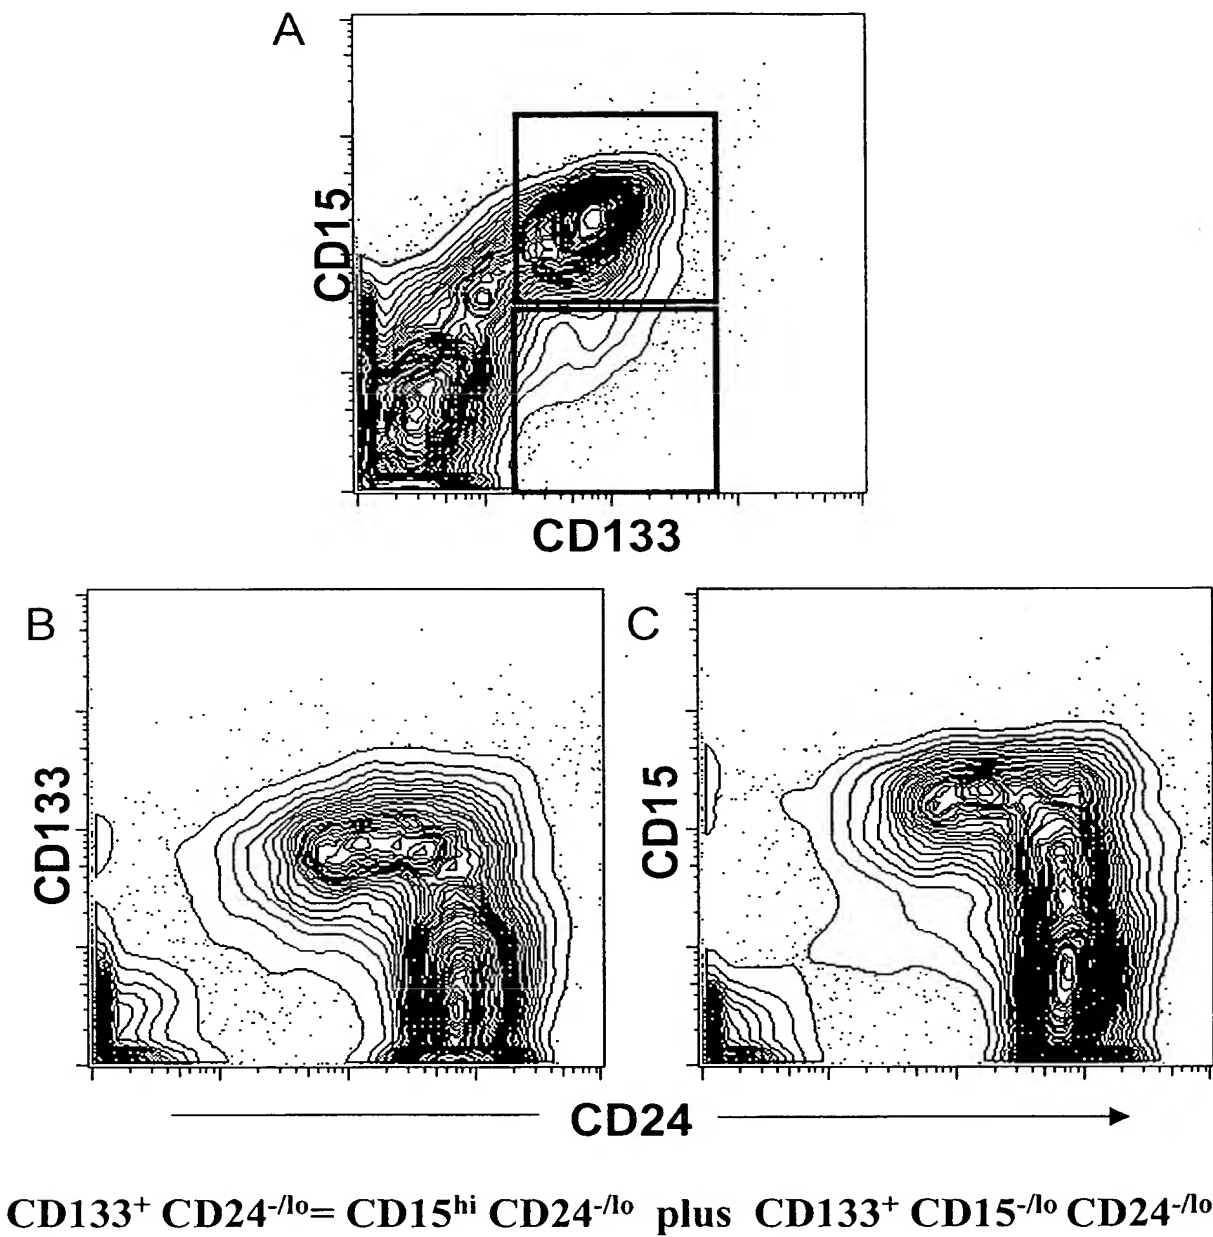 A
CD15
CD133
B
CD133
C
CD15
CD24
CD133⁺ CD24⁻/ˡᵒ= CD15ʰⁱ CD24⁻/ˡᵒ plus CD133⁺ CD15⁻/ˡᵒ CD24⁻/ˡᵒ